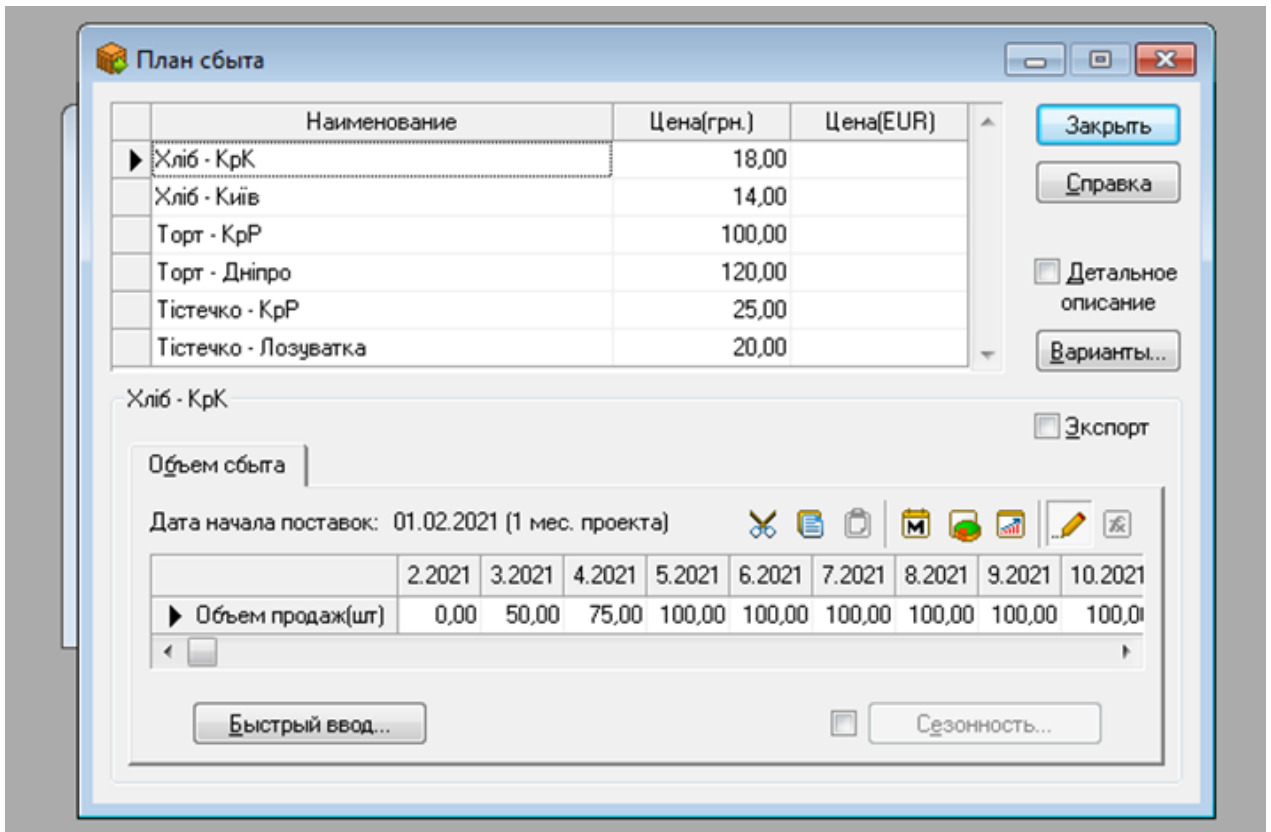 План сбыта
Наименование Цена(грн.) Цена(EUR)
Хліб - КрК 18,00
Хліб - Київ 14,00
Торт - КрР 100,00
Торт - Дніпро 120,00
Тістечко - КрР 25,00
Тістечко - Лозуватка 20,00
Закрыть
Справка
Детальное
описание
Варианты...
Хліб - КрК
Экспорт
Объем сбыта
Дата начала поставок: 01.02.2021 (1 мес. проекта)
2.2021 3.2021 4.2021 5.2021 6.2021 7.2021 8.2021 9.2021 10.2021
Объем продаж(шт) 0,00 50,00 75,00 100,00 100,00 100,00 100,00 100,00 100,0
Быстрый ввод...
Сезонность...